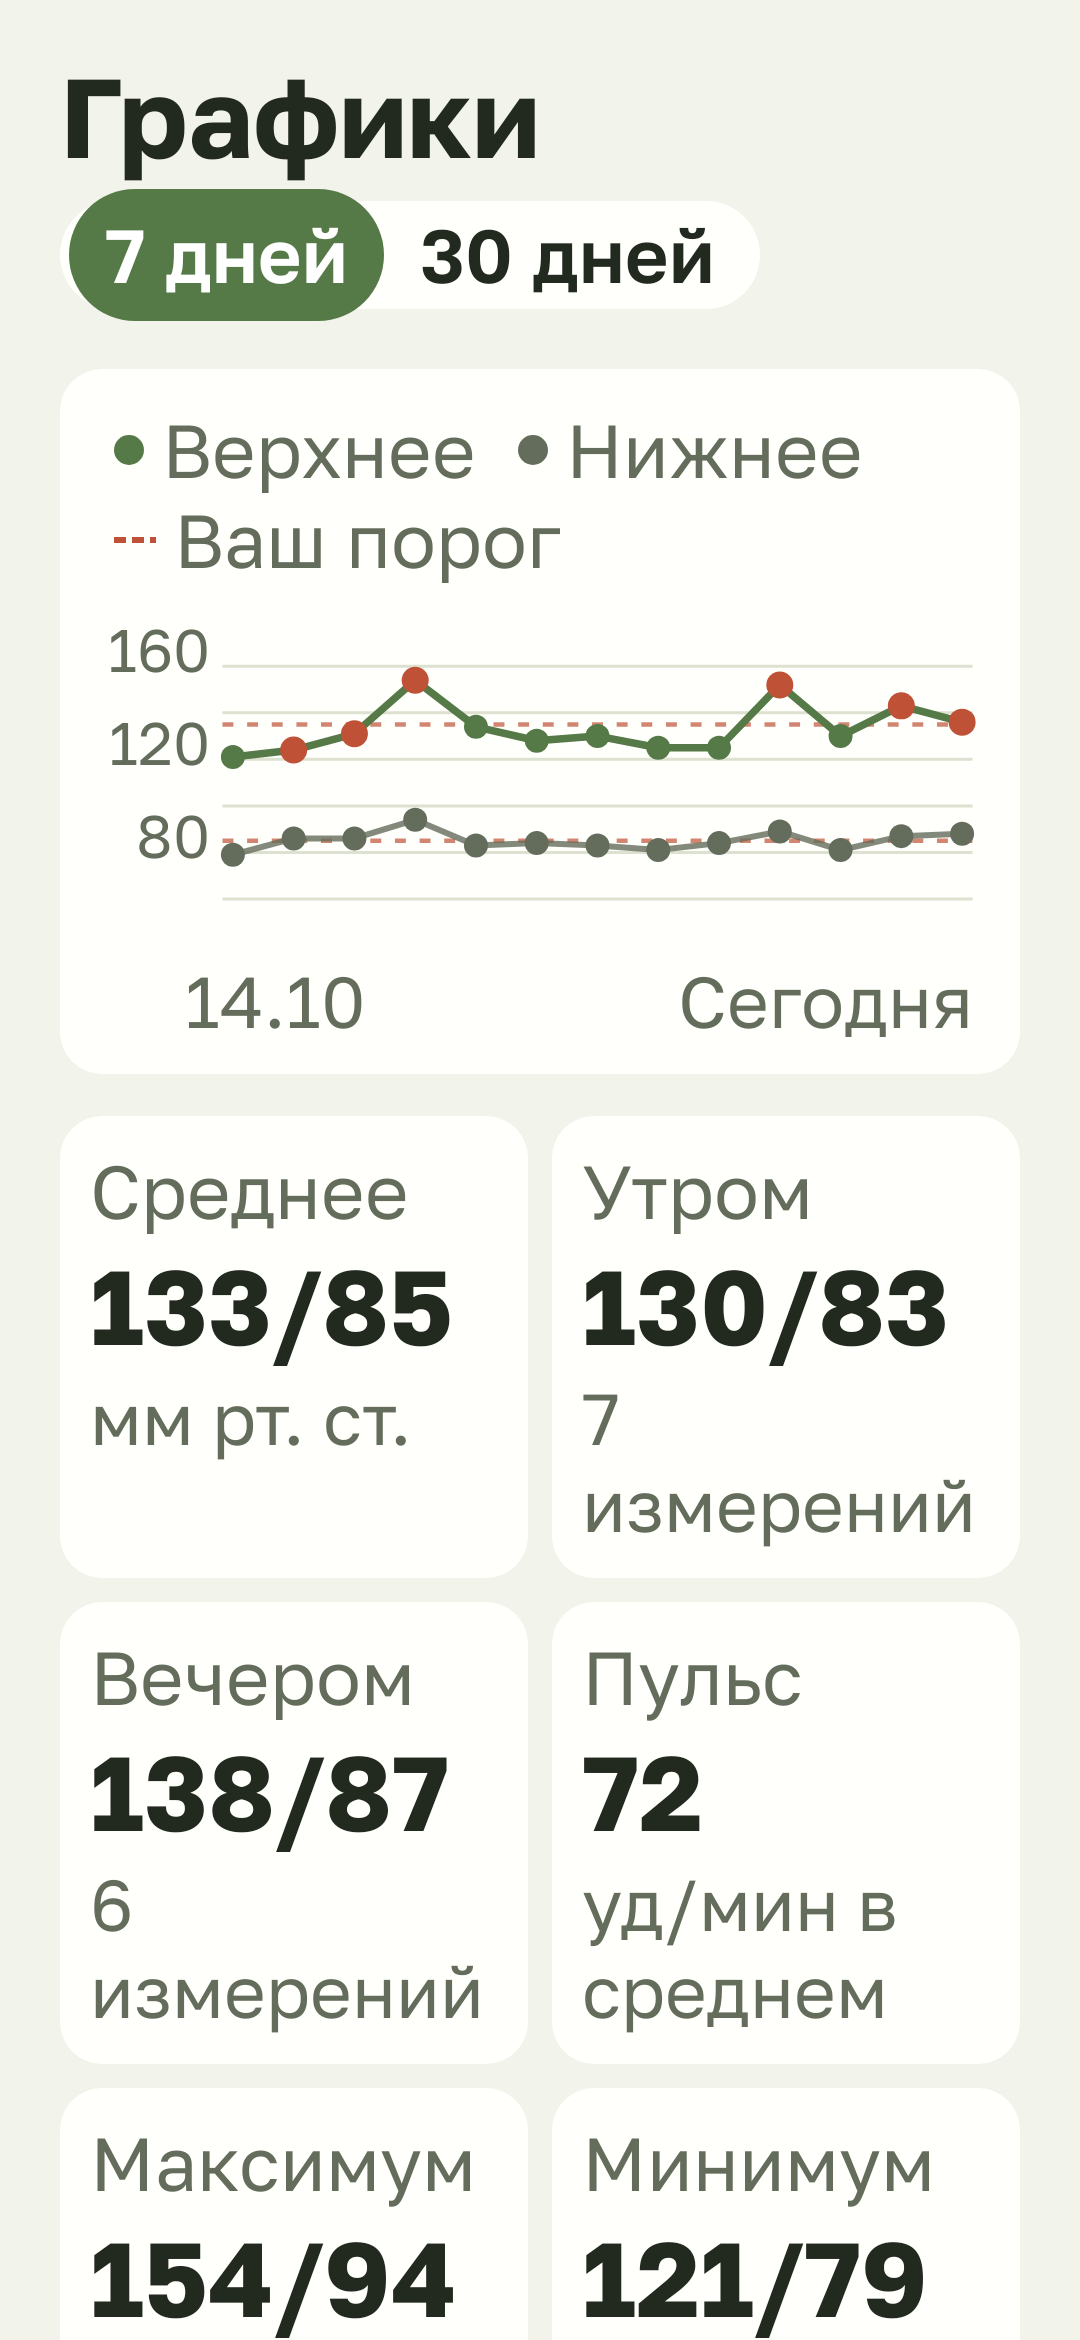 Графики
7 дней 30 дней
Верхнее Нижнее
Ваш порог
160
120
80
14.10 Сегодня
Среднее
133/85
мм рт. ст.
Утром
130/83
7
измерений
Вечером
138/87
6
измерений
Пульс
72
уд/мин в
среднем
Максимум
154/94
Минимум
121/79